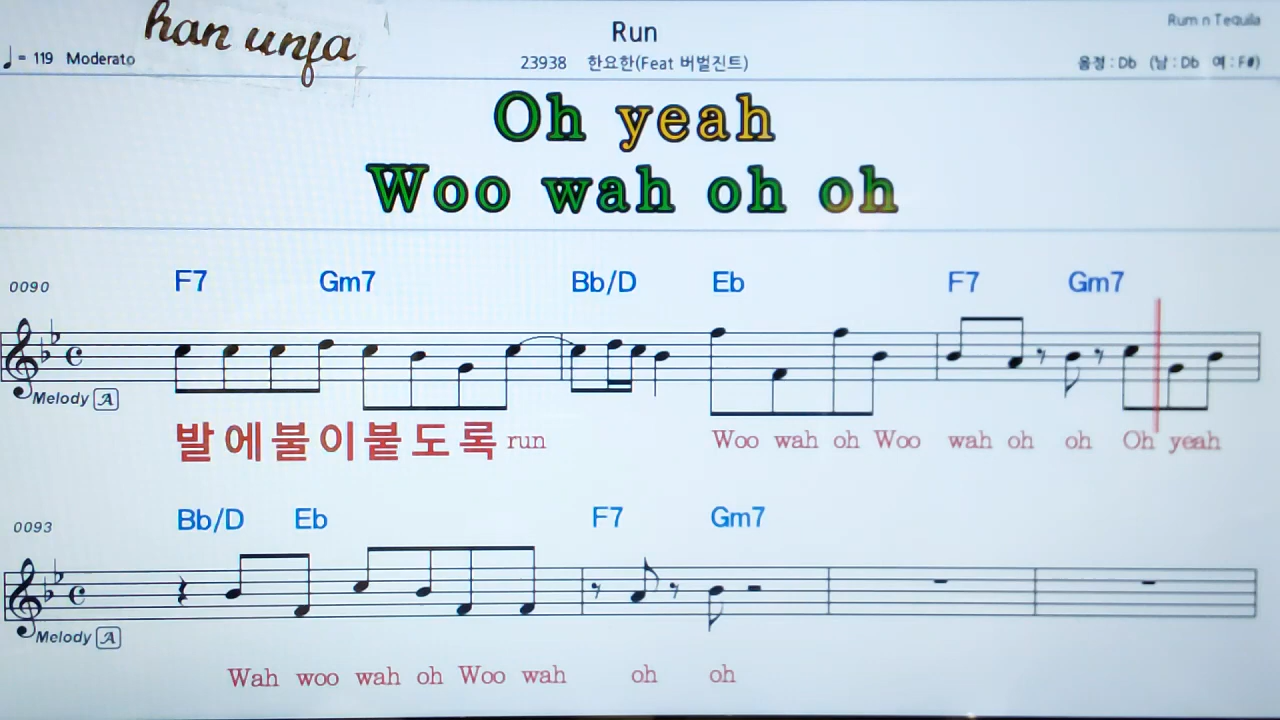 han unja
Run
Rum n Tequila
♩= 119 Moderato
23938 한요한(Feat 버벌진트)
음정 : Db (남 : Db 여 : F#)
Oh yeah
Woo wah oh oh
0090 F7 Gm7 Bb/D Eb F7 Gm7
Melody A
발에불이붙도록 run Woo wah oh Woo wah oh oh Oh yeah
0093 Bb/D Eb F7 Gm7
Melody A
Wah woo wah oh Woo wah oh oh